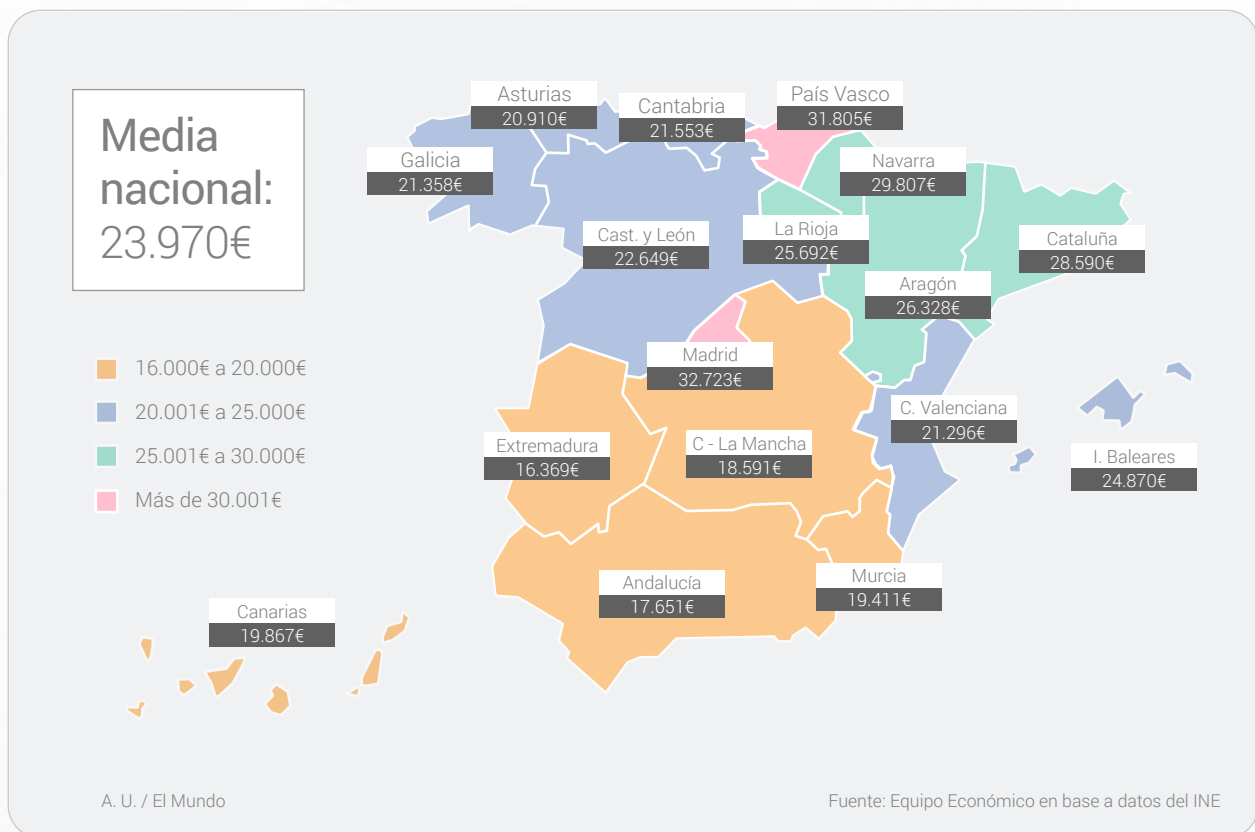 Media
nacional:
23.970€
Asturias
20.910€
Cantabria
21.553€
País Vasco
31.805€
Galicia
21.358€
Navarra
29.807€
Cast. y León
22.649€
La Rioja
25.692€
Cataluña
28.590€
Aragón
26.328€
Madrid
32.723€
16.000€ a 20.000€
20.001€ a 25.000€
25.001€ a 30.000€
Más de 30.001€
Extremadura
16.369€
C - La Mancha
18.591€
C. Valenciana
21.296€
I. Baleares
24.870€
Andalucía
17.651€
Murcia
19.411€
Canarias
19.867€
A. U. / El Mundo
Fuente: Equipo Económico en base a datos del INE